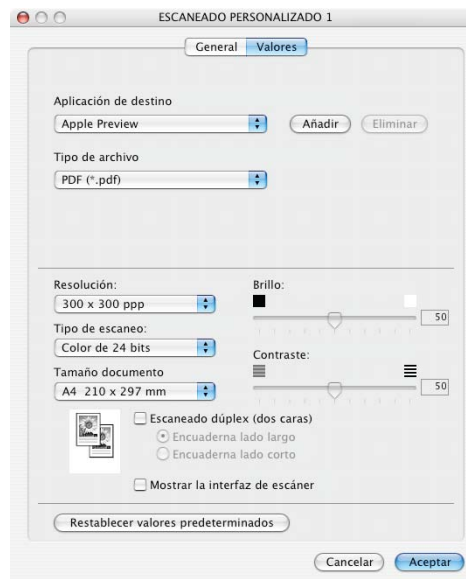 ESCANEADO PERSONALIZADO 1
General Valores
Aplicación de destino
Apple Preview Añadir Eliminar
Tipo de archivo
PDF (*.pdf)
Resolución: Brillo:
300 x 300 ppp 50
Tipo de escaneo:
Color de 24 bits
Contraste:
Tamaño documento
A4 210 x 297 mm 50
Escaneado dúplex (dos caras)
Encuaderna lado largo
Encuaderna lado corto
Mostrar la interfaz de escáner
Restablecer valores predeterminados
Cancelar Aceptar